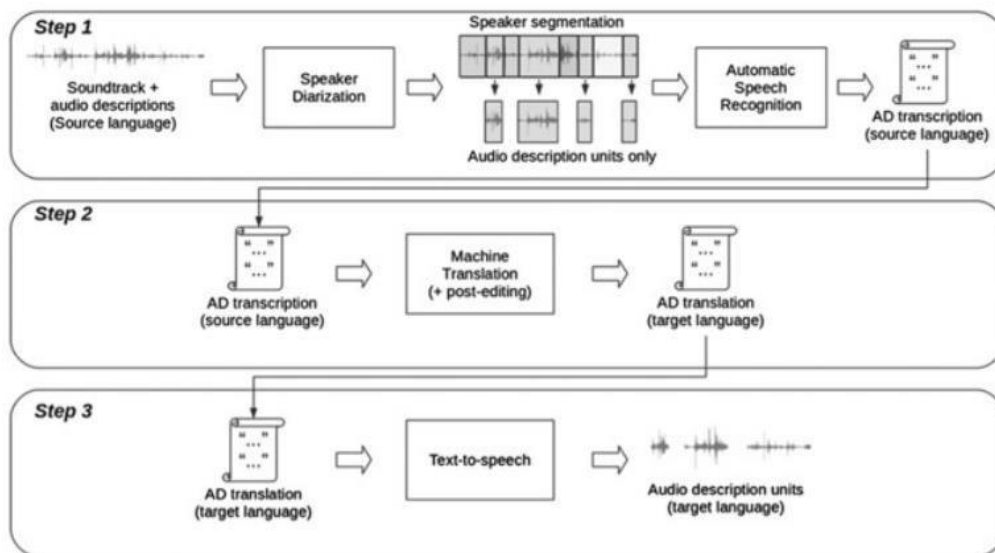 Step 1
Soundtrack +
audio descriptions
(Source language)
Speaker
Diarization
Speaker segmentation
Audio description units only
Automatic
Speech
Recognition
“ ”
...
“ ”
...
AD transcription
(source language)
Step 2
“ ”
...
“ ”
...
AD transcription
(source language)
Machine
Translation
(+ post-editing)
“ ”
...
“ ”
...
AD translation
(target language)
Step 3
“ ”
...
“ ”
...
AD translation
(target language)
Text-to-speech
Audio description units
(target language)